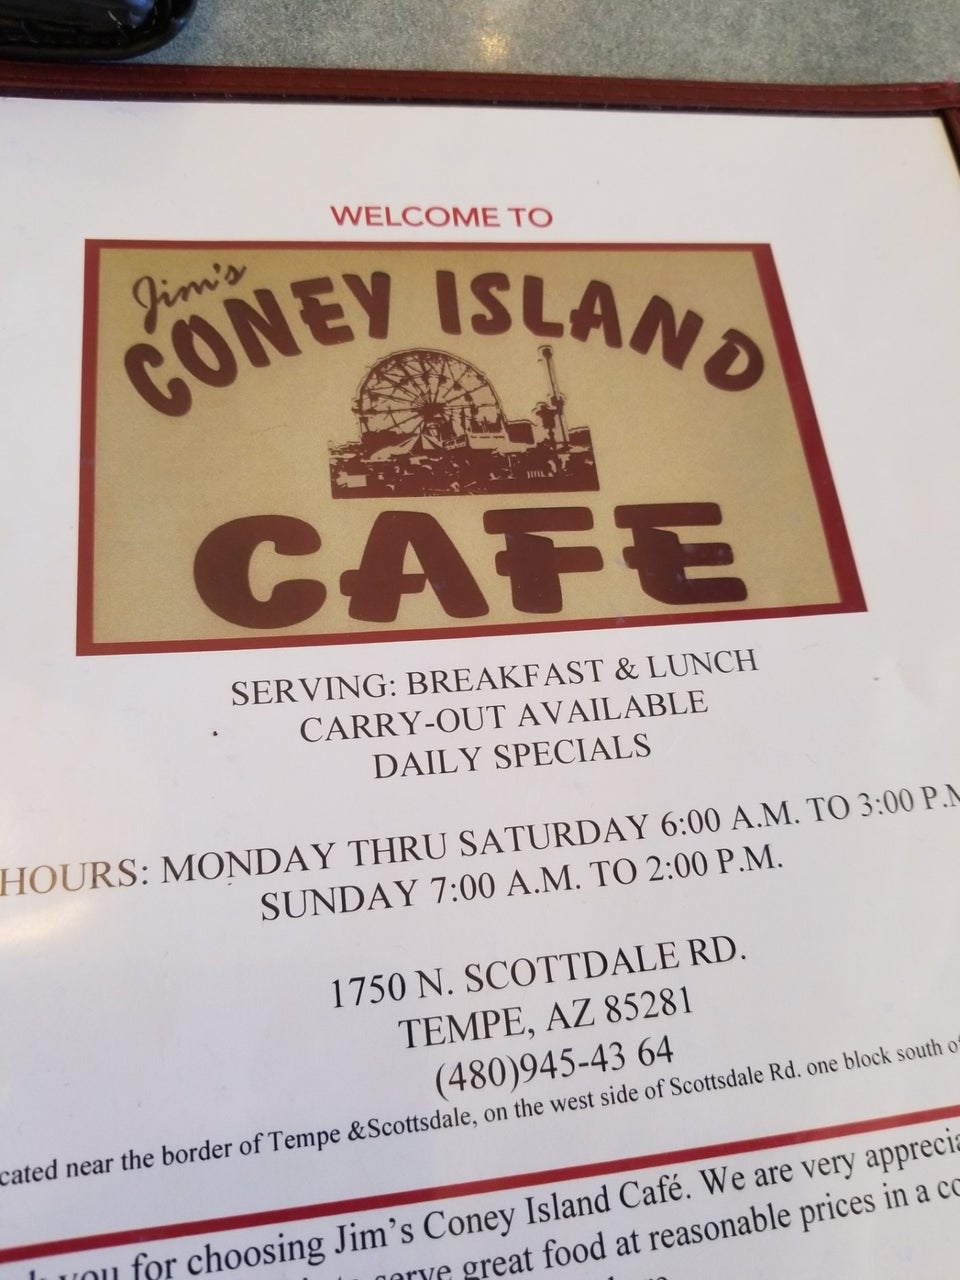 WELCOME TO
Jim's
CONEY ISLAND
CAFE
SERVING: BREAKFAST & LUNCH
CARRY-OUT AVAILABLE
DAILY SPECIALS
HOURS: MONDAY THRU SATURDAY 6:00 A.M. TO 3:00 P.M
SUNDAY 7:00 A.M. TO 2:00 P.M.
1750 N. SCOTTDALE RD.
TEMPE, AZ 85281
(480)945-43 64
cated near the border of Tempe &Scottsdale, on the west side of Scottsdale Rd. one block south of
you for choosing Jim's Coney Island Café. We are very apprecia
serve great food at reasonable prices in a co